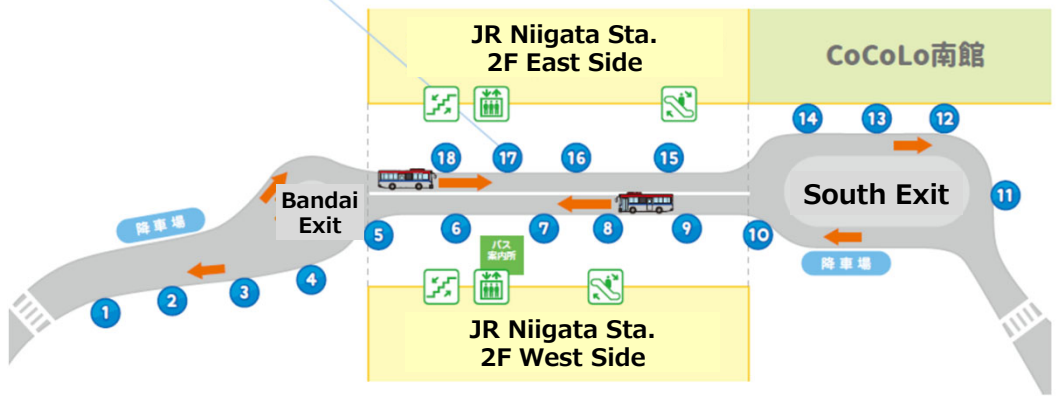 JR Niigata Sta.
2F East Side
CoCoLo南館
14
13
12
18
17
16
15
Bandai
Exit
South Exit
11
降車場
5
6
7
8
9
10
バス
案内所
降車場
4
3
2
1
JR Niigata Sta.
2F West Side